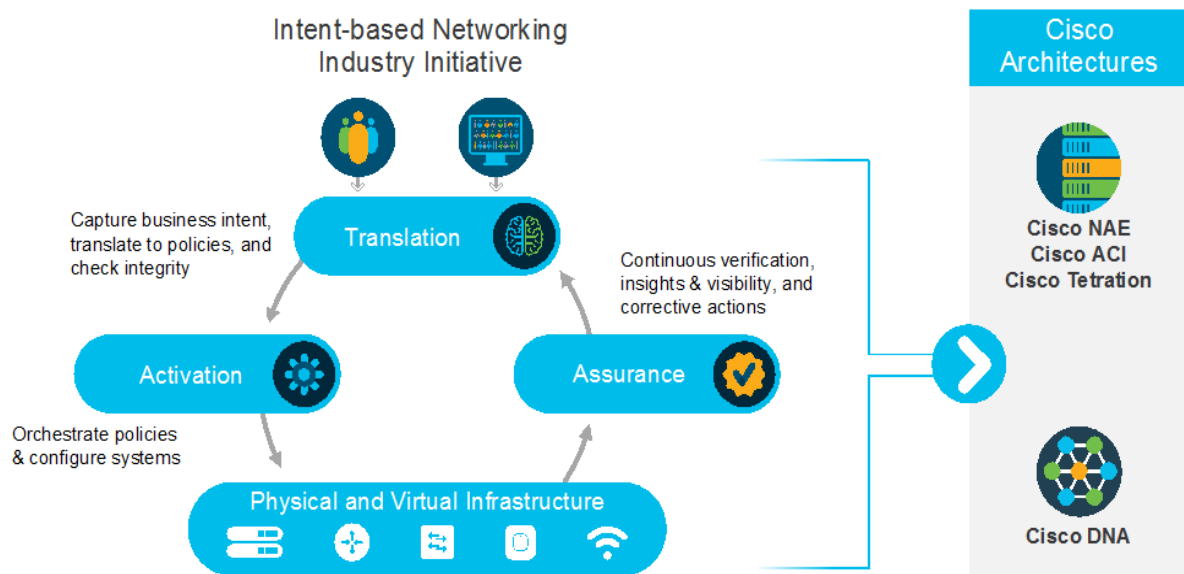 Intent-based Networking
Industry Initiative
Cisco
Architectures
Capture business intent,
translate to policies, and
check integrity
Translation
Continuous verification,
insights & visibility, and
corrective actions
Cisco NAE
Cisco ACI
Cisco Tetration
Activation
Assurance
Orchestrate policies
& configure systems
Physical and Virtual Infrastructure
Cisco DNA